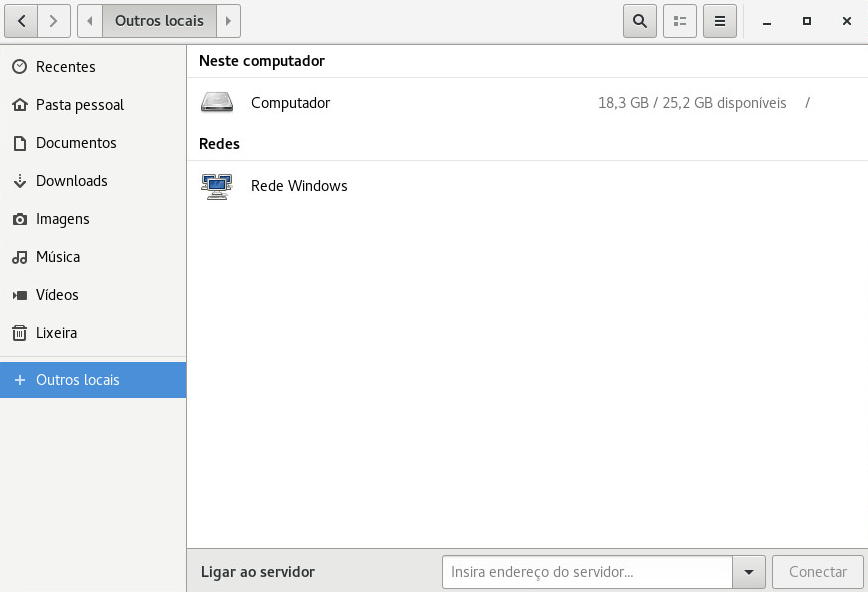 Outros locais
Recentes
Pasta pessoal
Documentos
Downloads
Imagens
Música
Vídeos
Lixeira
Outros locais
Neste computador
Computador 18,3 GB / 25,2 GB disponíveis /
Redes
Rede Windows
Ligar ao servidor Insira endereço do servidor... Conectar